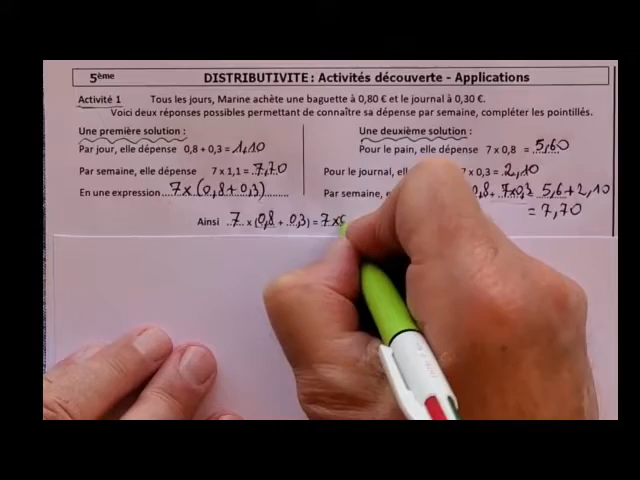 5ème DISTRIBUTIVITE : Activités découverte - Applications
Activité 1 Tous les jours, Marine achète une baguette à 0,80 € et le journal à 0,30 €.
Voici deux réponses possibles permettant de connaître sa dépense par semaine, compléter les pointillés.
Une première solution :
Par jour, elle dépense 0,8 + 0,3 = 1,10
Par semaine, elle dépense 7 x 1,1 = 7,70
En une expression 7 x (0,8 + 0,3)
Une deuxième solution :
Pour le pain, elle dépense 7 x 0,8 = 5,60
Pour le journal, 7 x 0,3 = 2,10
Par semaine, 0,8 + 7x0,3 = 5,6 + 2,10
= 7,70
Ainsi 7 x (0,8 + 0,3) = 7 x